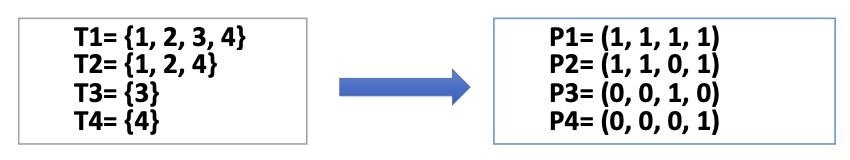 T1= {1, 2, 3, 4}
T2= {1, 2, 4}
T3= {3}
T4= {4}
P1= (1, 1, 1, 1)
P2= (1, 1, 0, 1)
P3= (0, 0, 1, 0)
P4= (0, 0, 0, 1)